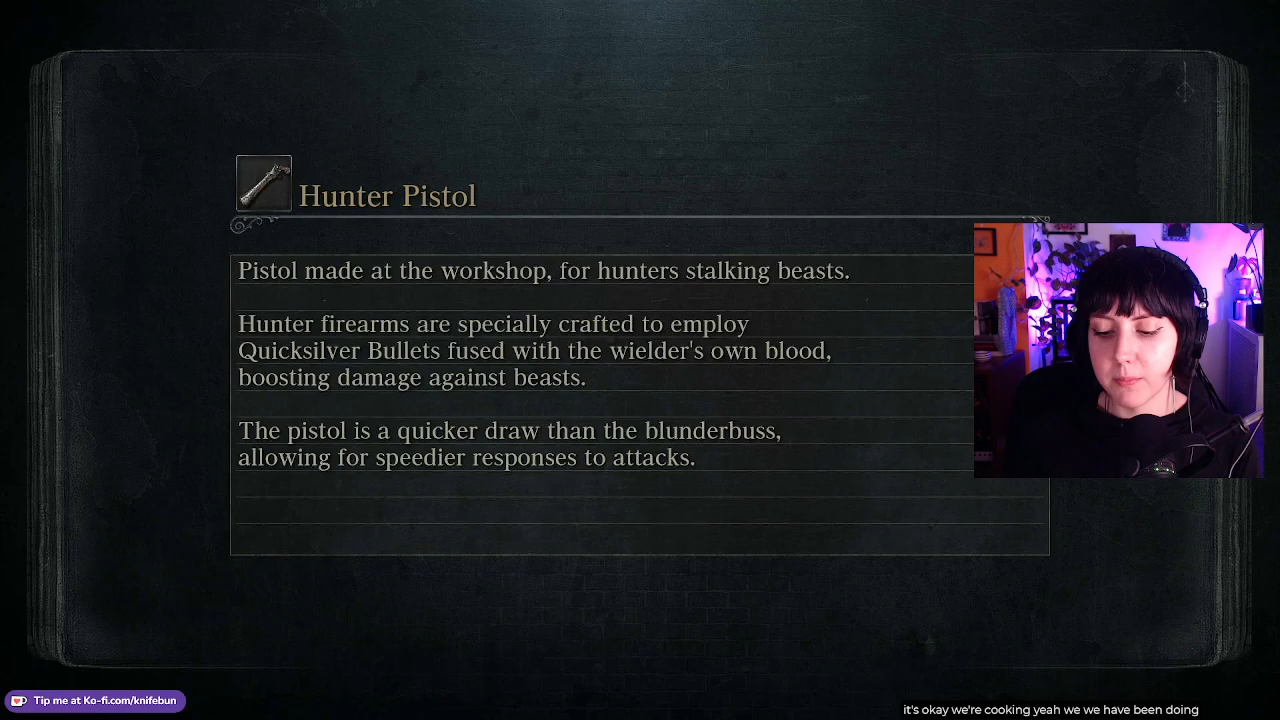 Hunter Pistol
Pistol made at the workshop, for hunters stalking beasts.
Hunter firearms are specially crafted to employ
Quicksilver Bullets fused with the wielder's own blood,
boosting damage against beasts.
The pistol is a quicker draw than the blunderbuss,
allowing for speedier responses to attacks.
Tip me at Ko-fi.com/knifebun
it's okay we're cooking yeah we we have been doing